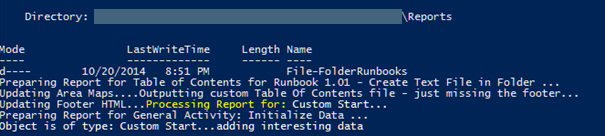 Directory: \Reports
Mode LastWriteTime Length Name
---- ------------- ------ ----
d---- 10/20/2014 8:51 PM File-FolderRunbooks
Preparing Report for Table of Contents for Runbook 1.01 - Create Text File in Folder ...
Updating Area Maps....Outputting custom Table Of Contents file - just missing the footer...
Updating Footer HTML...Processing Report for: Custom Start...
Preparing Report for General Activity: Initialize Data ...
Object is of type: Custom Start...adding interesting data